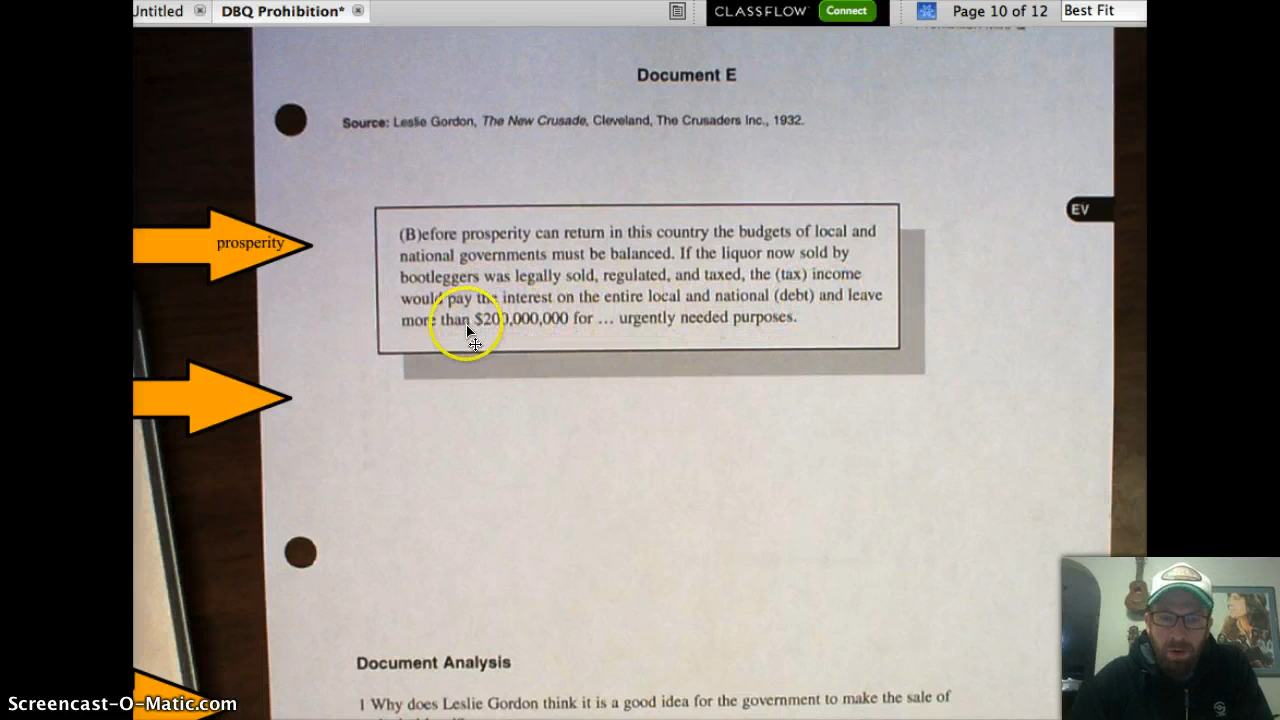 Untitled
DBQ Prohibition*
CLASSFLOW
Connect
Page 10 of 12
Best Fit
Document E
Source: Leslie Gordon, The New Crusade, Cleveland, The Crusaders Inc., 1932.
EV
prosperity
(B)efore prosperity can return in this country the budgets of local and
national governments must be balanced. If the liquor now sold by
bootleggers was legally sold, regulated, and taxed, the (tax) income
would pay the interest on the entire local and national (debt) and leave
more than $200,000,000 for ... urgently needed purposes.
Document Analysis
1 Why does Leslie Gordon think it is a good idea for the government to make the sale of
Screencast-O-Matic.com